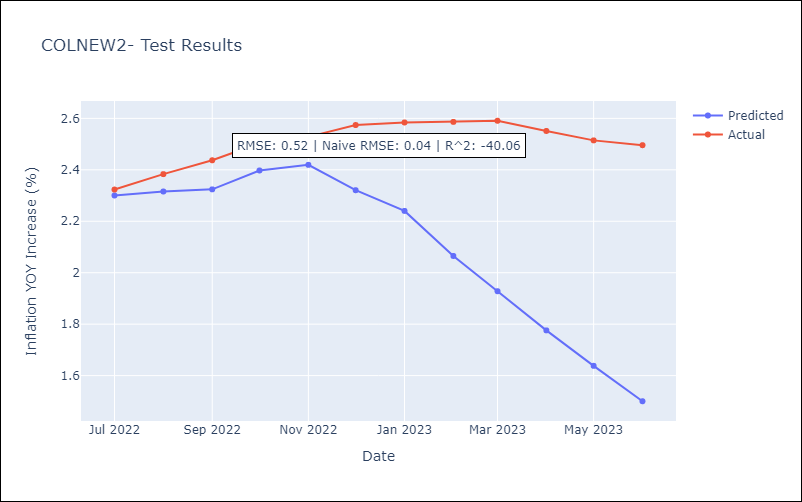 COLNEW2- Test Results
Predicted
Actual
RMSE: 0.52 | Naive RMSE: 0.04 | R^2: -40.06
Inflation YOY Increase (%)
2.6
2.4
2.2
2
1.8
1.6
Jul 2022 Sep 2022 Nov 2022 Jan 2023 Mar 2023 May 2023
Date